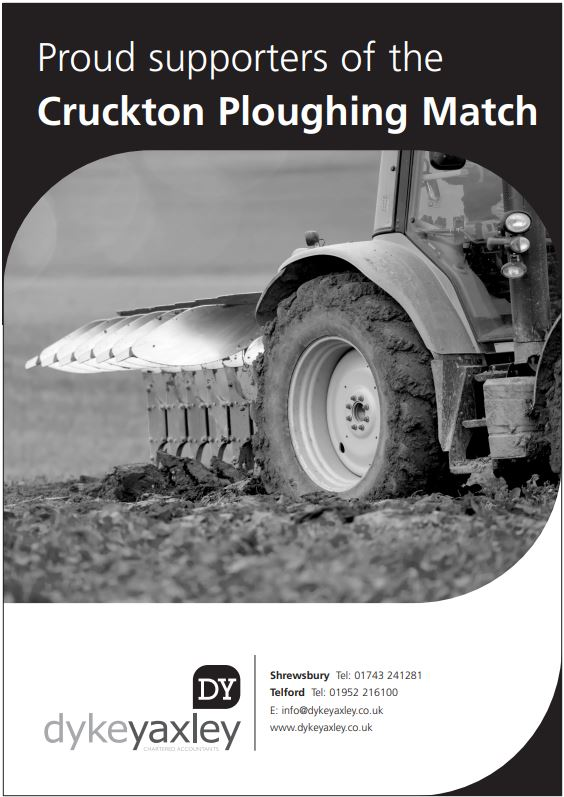 Proud supporters of the
Cruckton Ploughing Match
DY
dykeyaxley
CHARTERED ACCOUNTANTS
Shrewsbury Tel: 01743 241281
Telford Tel: 01952 216100
E: info@dykeyaxley.co.uk
www.dykeyaxley.co.uk